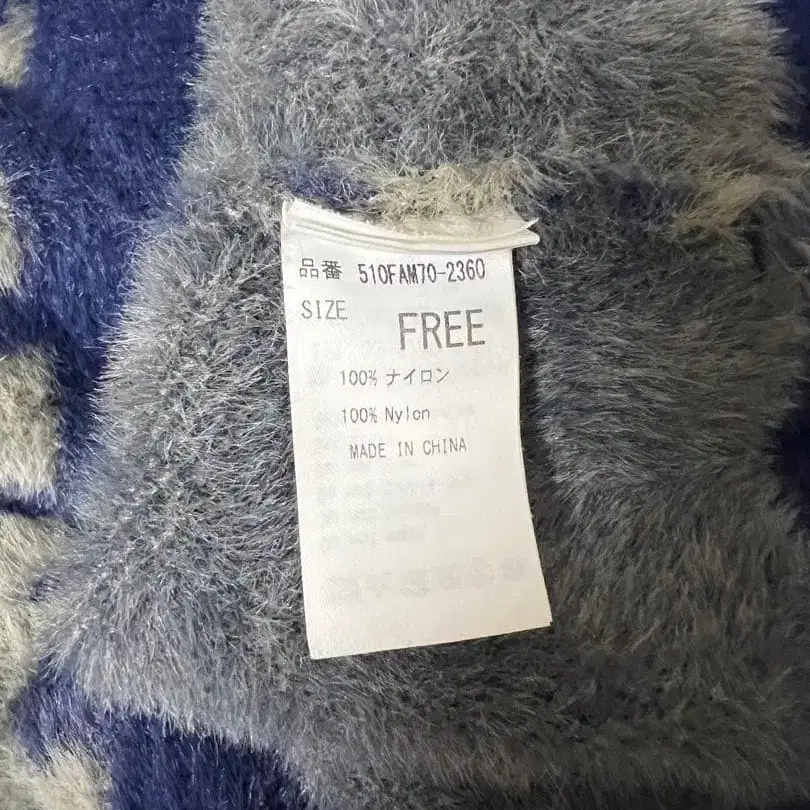 品番 510FAM70-2360
SIZE FREE
100% ナイロン
100% Nylon
MADE IN CHINA